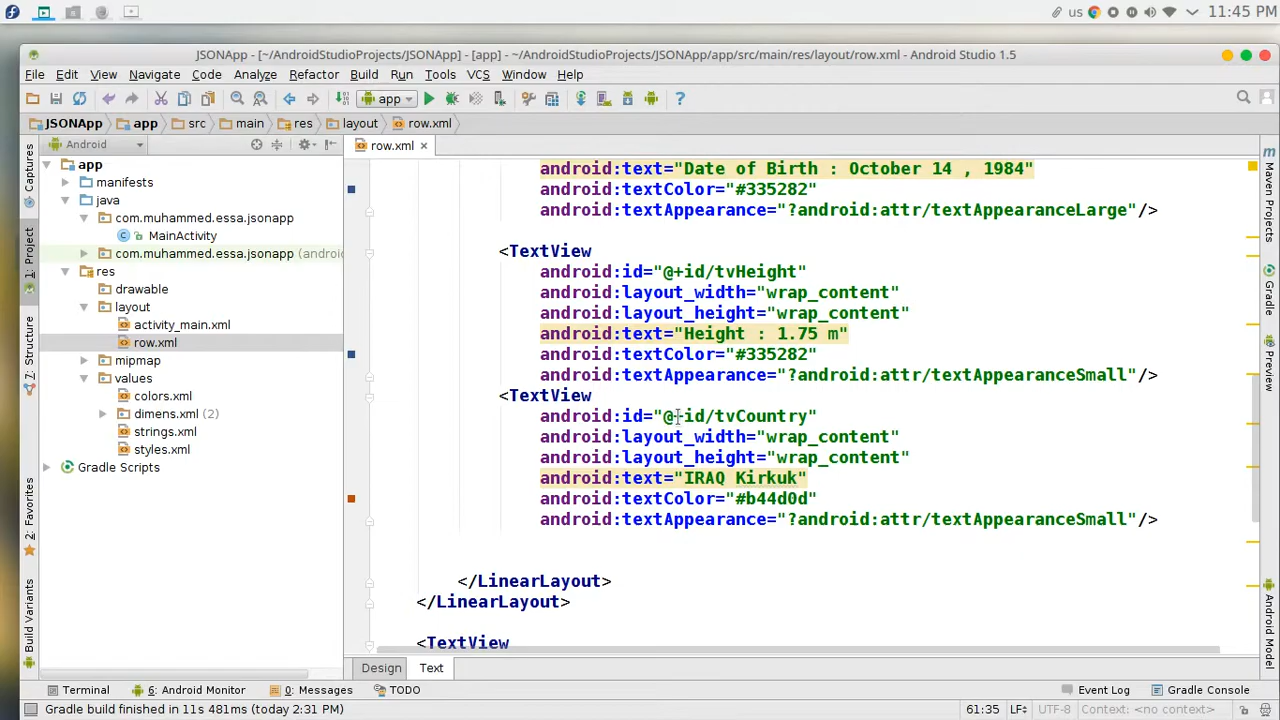 us 11:45 PM
JSONApp - [~/AndroidStudioProjects/JSONApp] - [app] - ~/AndroidStudioProjects/JSONApp/app/src/main/res/layout/row.xml - Android Studio 1.5
File Edit View Navigate Code Analyze Refactor Build Run Tools VCS Window Help
app
JSONApp app src main res layout row.xml
Android
row.xml
app
manifests
java
com.muhammed.essa.jsonapp
MainActivity
com.muhammed.essa.jsonapp (androi
res
drawable
layout
activity_main.xml
row.xml
mipmap
values
colors.xml
dimens.xml (2)
strings.xml
styles.xml
Gradle Scripts
Captures
1: Project
7: Structure
2: Favorites
Build Variants
android:text="Date of Birth : October 14 , 1984"
android:textColor="#335282"
android:textAppearance="?android:attr/textAppearanceLarge"/>
<TextView
android:id="@+id/tvHeight"
android:layout_width="wrap_content"
android:layout_height="wrap_content"
android:text="Height : 1.75 m"
android:textColor="#335282"
android:textAppearance="?android:attr/textAppearanceSmall"/>
<TextView
android:id="@+id/tvCountry"
android:layout_width="wrap_content"
android:layout_height="wrap_content"
android:text="IRAQ Kirkuk"
android:textColor="#b44d0d"
android:textAppearance="?android:attr/textAppearanceSmall"/>
</LinearLayout>
</LinearLayout>
<TextView
Maven Projects
Gradle
Preview
Android Model
Design Text
Terminal 6: Android Monitor 0: Messages TODO Event Log Gradle Console
Gradle build finished in 11s 481ms (today 2:31 PM) 61:35 LF UTF-8 Context: <no context>